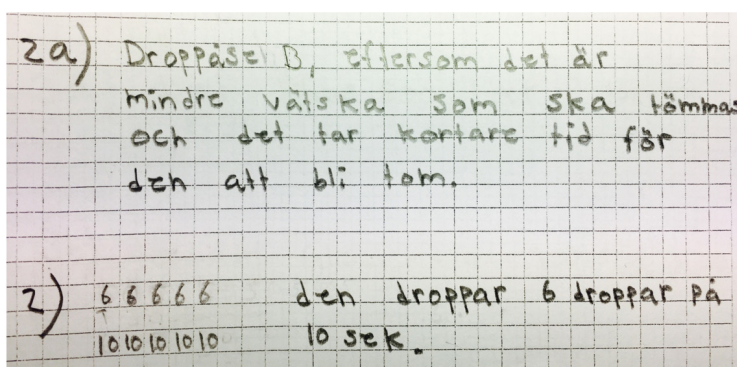 2a) Droppåse B, eftersom det är
mindre vätska som ska tömmas
och det tar kortare tid för
den att bli tom.
2) 6 6 6 6 6 den droppar 6 droppar på
10 10 10 10 10 10 sek.